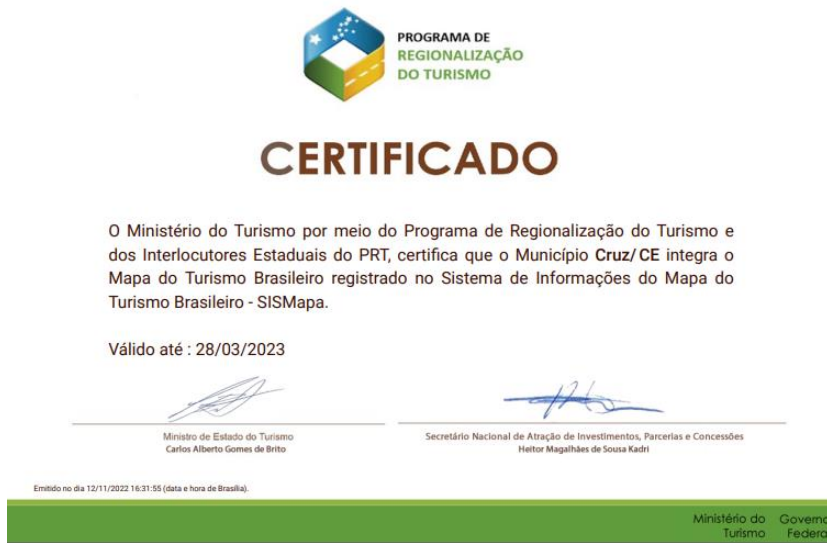 PROGRAMA DE
REGIONALIZAÇÃO
DO TURISMO
CERTIFICADO
O Ministério do Turismo por meio do Programa de Regionalização do Turismo e
dos Interlocutores Estaduais do PRT, certifica que o Município Cruz/CE integra o
Mapa do Turismo Brasileiro registrado no Sistema de Informações do Mapa do
Turismo Brasileiro - SISMapa.
Válido até : 28/03/2023
Ministro de Estado do Turismo
Carlos Alberto Gomes de Brito
Secretário Nacional de Atração de Investimentos, Parcerias e Concessões
Heitor Magalhães de Sousa Kadri
Emitido no dia 12/11/2022 16:31:55 (data e hora de Brasília).
Ministério do
Turismo
Governo
Federa